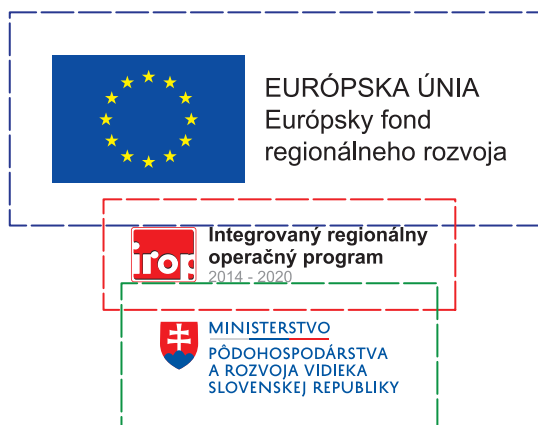 EURÓPSKA ÚNIA
Európsky fond
regionálneho rozvoja
irop
Integrovaný regionálny
operačný program
2014 - 2020
MINISTERSTVO
PÔDOHOSPODÁRSTVA
A ROZVOJA VIDIEKA
SLOVENSKEJ REPUBLIKY